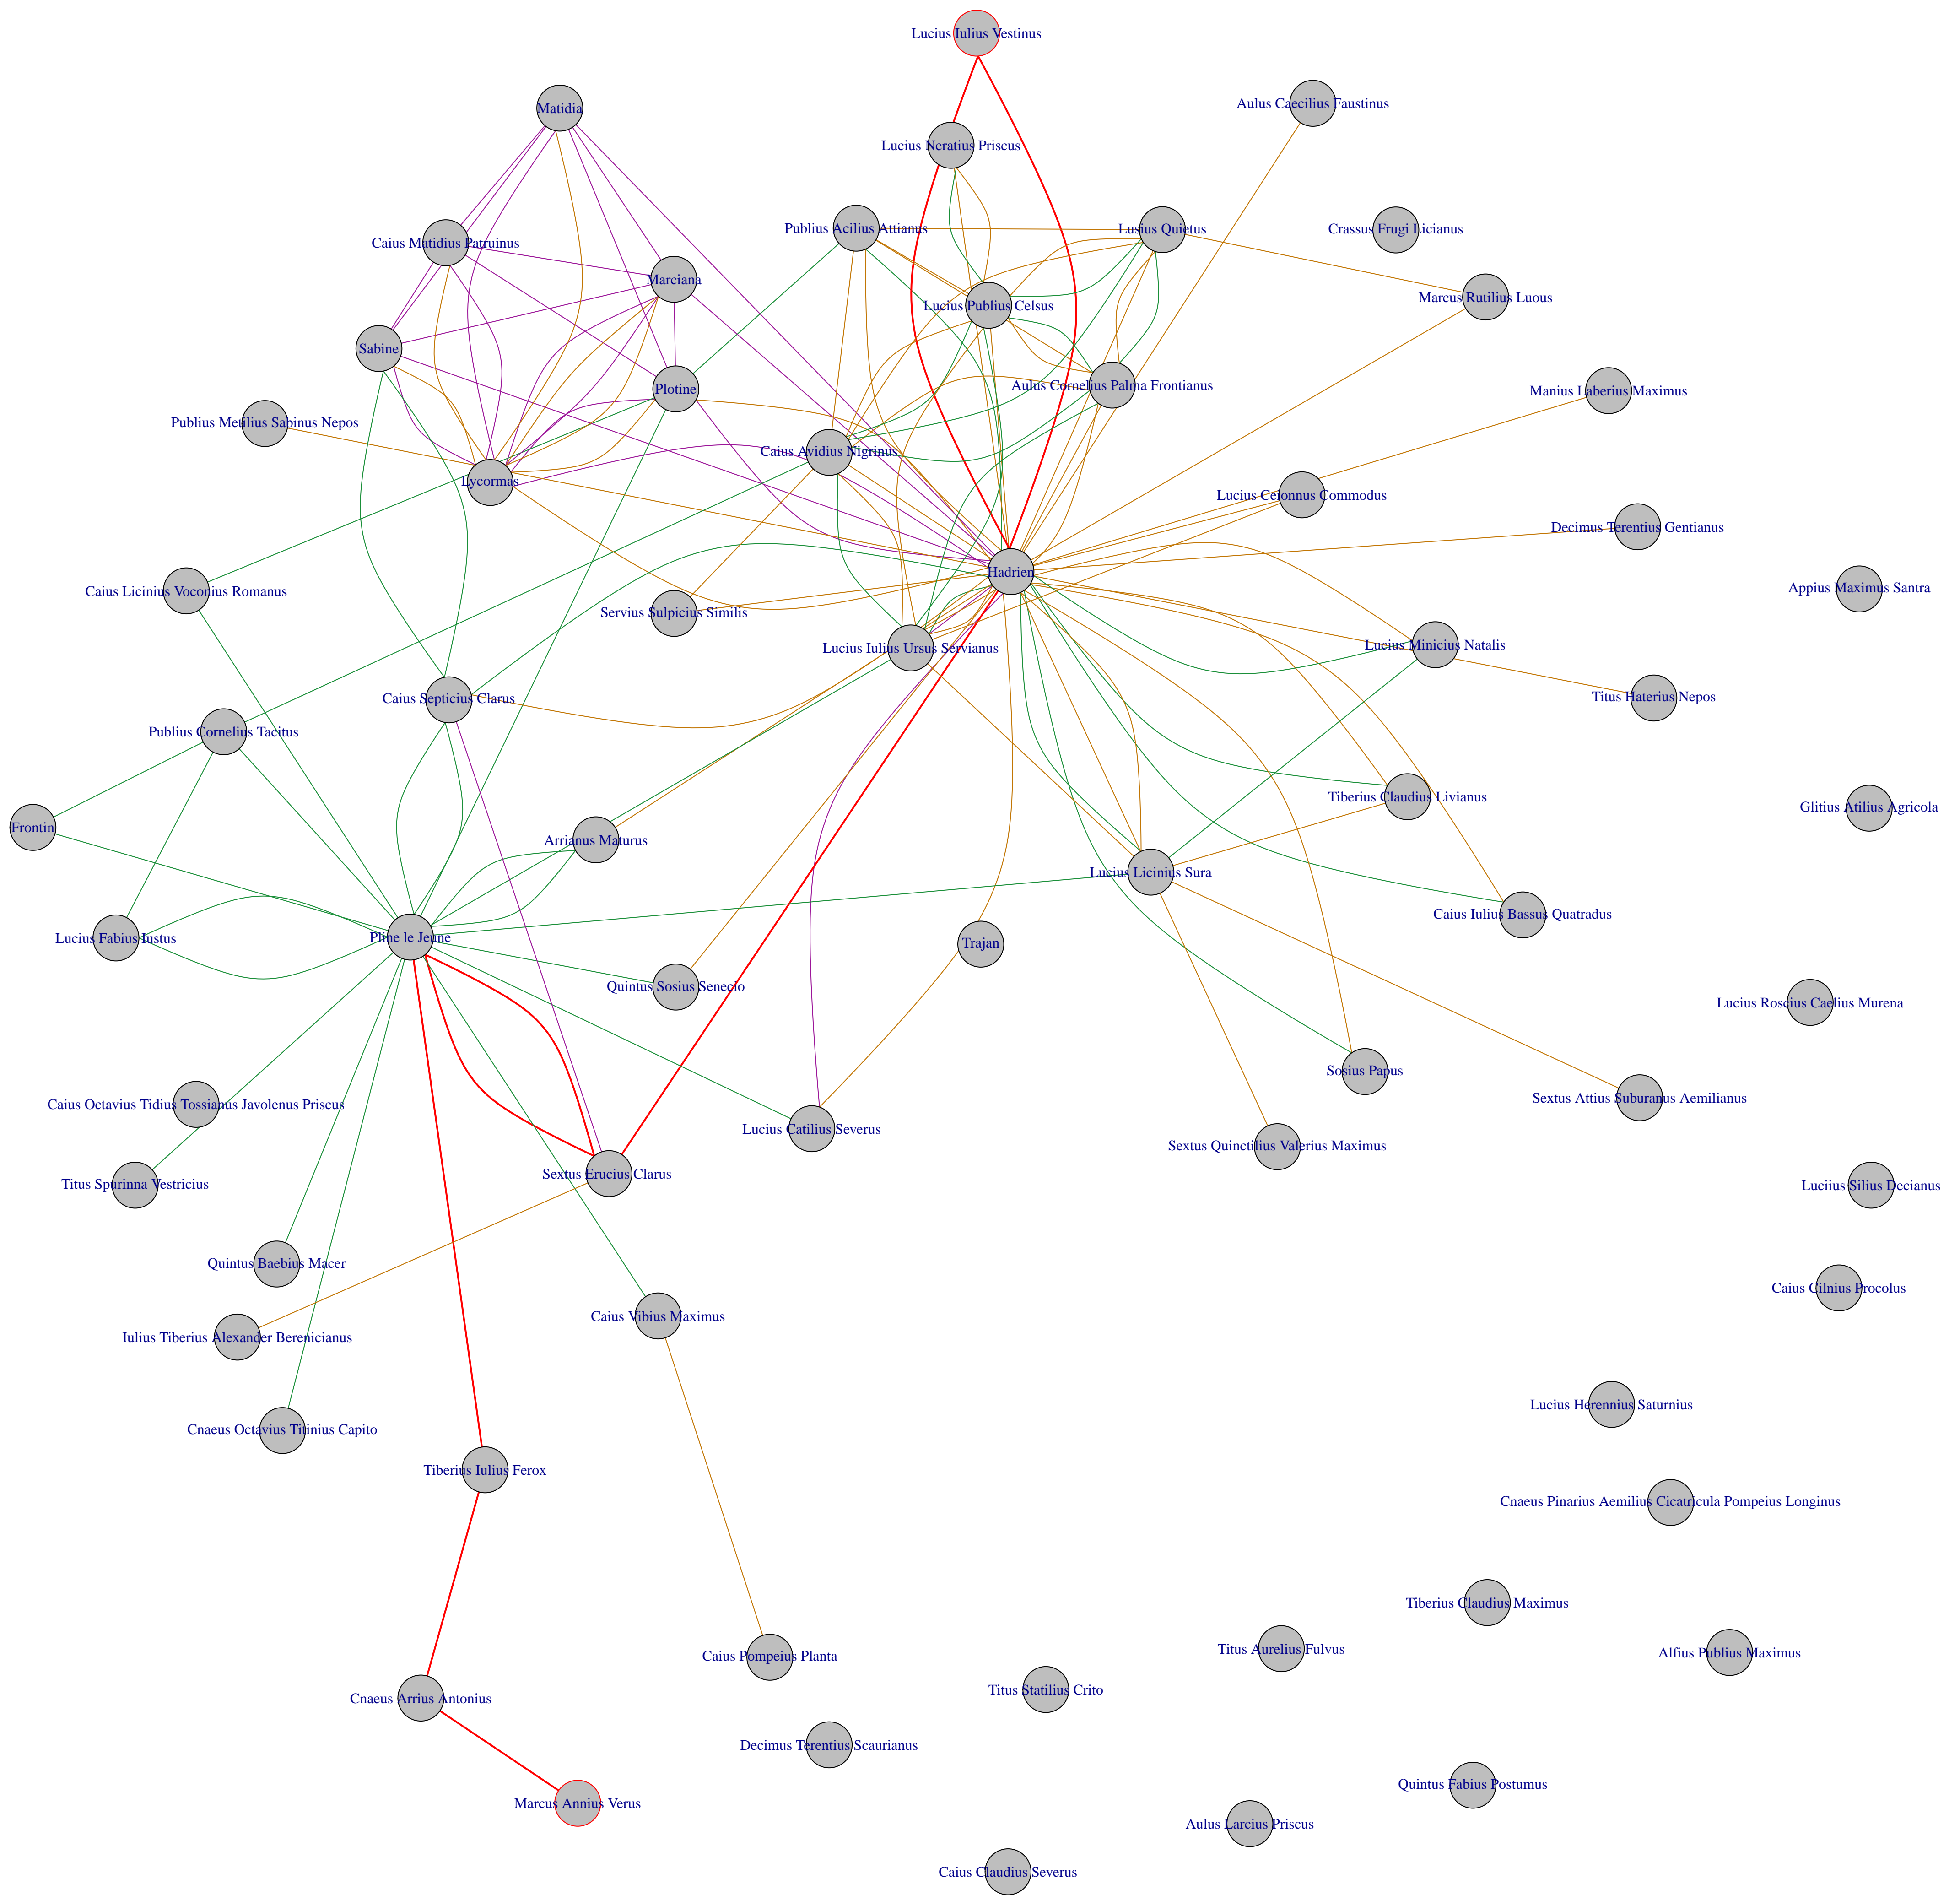 Lucius Iulius Vestinus
Matidia
Aulus Caecilius Faustinus
Lucius Neratius Priscus
Caius Matidius Patruinus
Publius Acilius Attianus
Lusius Quietus
Crassus Frugi Licianus
Marciana
Lucius Publius Celsus
Marcus Rutilius Luous
Sabine
Plotine
Aulus Cornelius Palma Frontianus
Manius Laberius Maximus
Publius Metilius Sabinus Nepos
Caius Avidius Nigrinus
Lycormas
Lucius Ceionnus Commodus
Decimus Terentius Gentianus
Hadrien
Caius Licinius Voconius Romanus
Appius Maximus Santra
Servius Sulpicius Similis
Lucius Iulius Ursus Servianus
Lucius Minicius Natalis
Caius Septicius Clarus
Titus Haterius Nepos
Publius Cornelius Tacitus
Tiberius Claudius Livianus
Glitius Atilius Agricola
Frontin
Arrianus Maturus
Lucius Licinius Sura
Caius Iulius Bassus Quatradus
Lucius Fabius Iustus
Pline le Jeune
Trajan
Quintus Sosius Senecio
Lucius Roscius Caelius Murena
Sosius Papus
Sextus Attius Suburanus Aemilianus
Caius Octavius Tidius Tossianus Javolenus Priscus
Lucius Catilius Severus
Sextus Quinctilius Valerius Maximus
Sextus Erucius Clarus
Titus Spurinna Vestricius
Luciius Silius Decianus
Quintus Baebius Macer
Caius Cilnius Procolus
Caius Vibius Maximus
Iulius Tiberius Alexander Berenicianus
Lucius Herennius Saturnius
Cnaeus Octavius Titinius Capito
Tiberius Iulius Ferox
Cnaeus Pinarius Aemilius Cicatricula Pompeius Longinus
Tiberius Claudius Maximus
Titus Aurelius Fulvus
Alfius Publius Maximus
Caius Pompeius Planta
Titus Statilius Crito
Cnaeus Arrius Antonius
Decimus Terentius Scaurianus
Quintus Fabius Postumus
Marcus Annius Verus
Aulus Larcius Priscus
Caius Claudius Severus